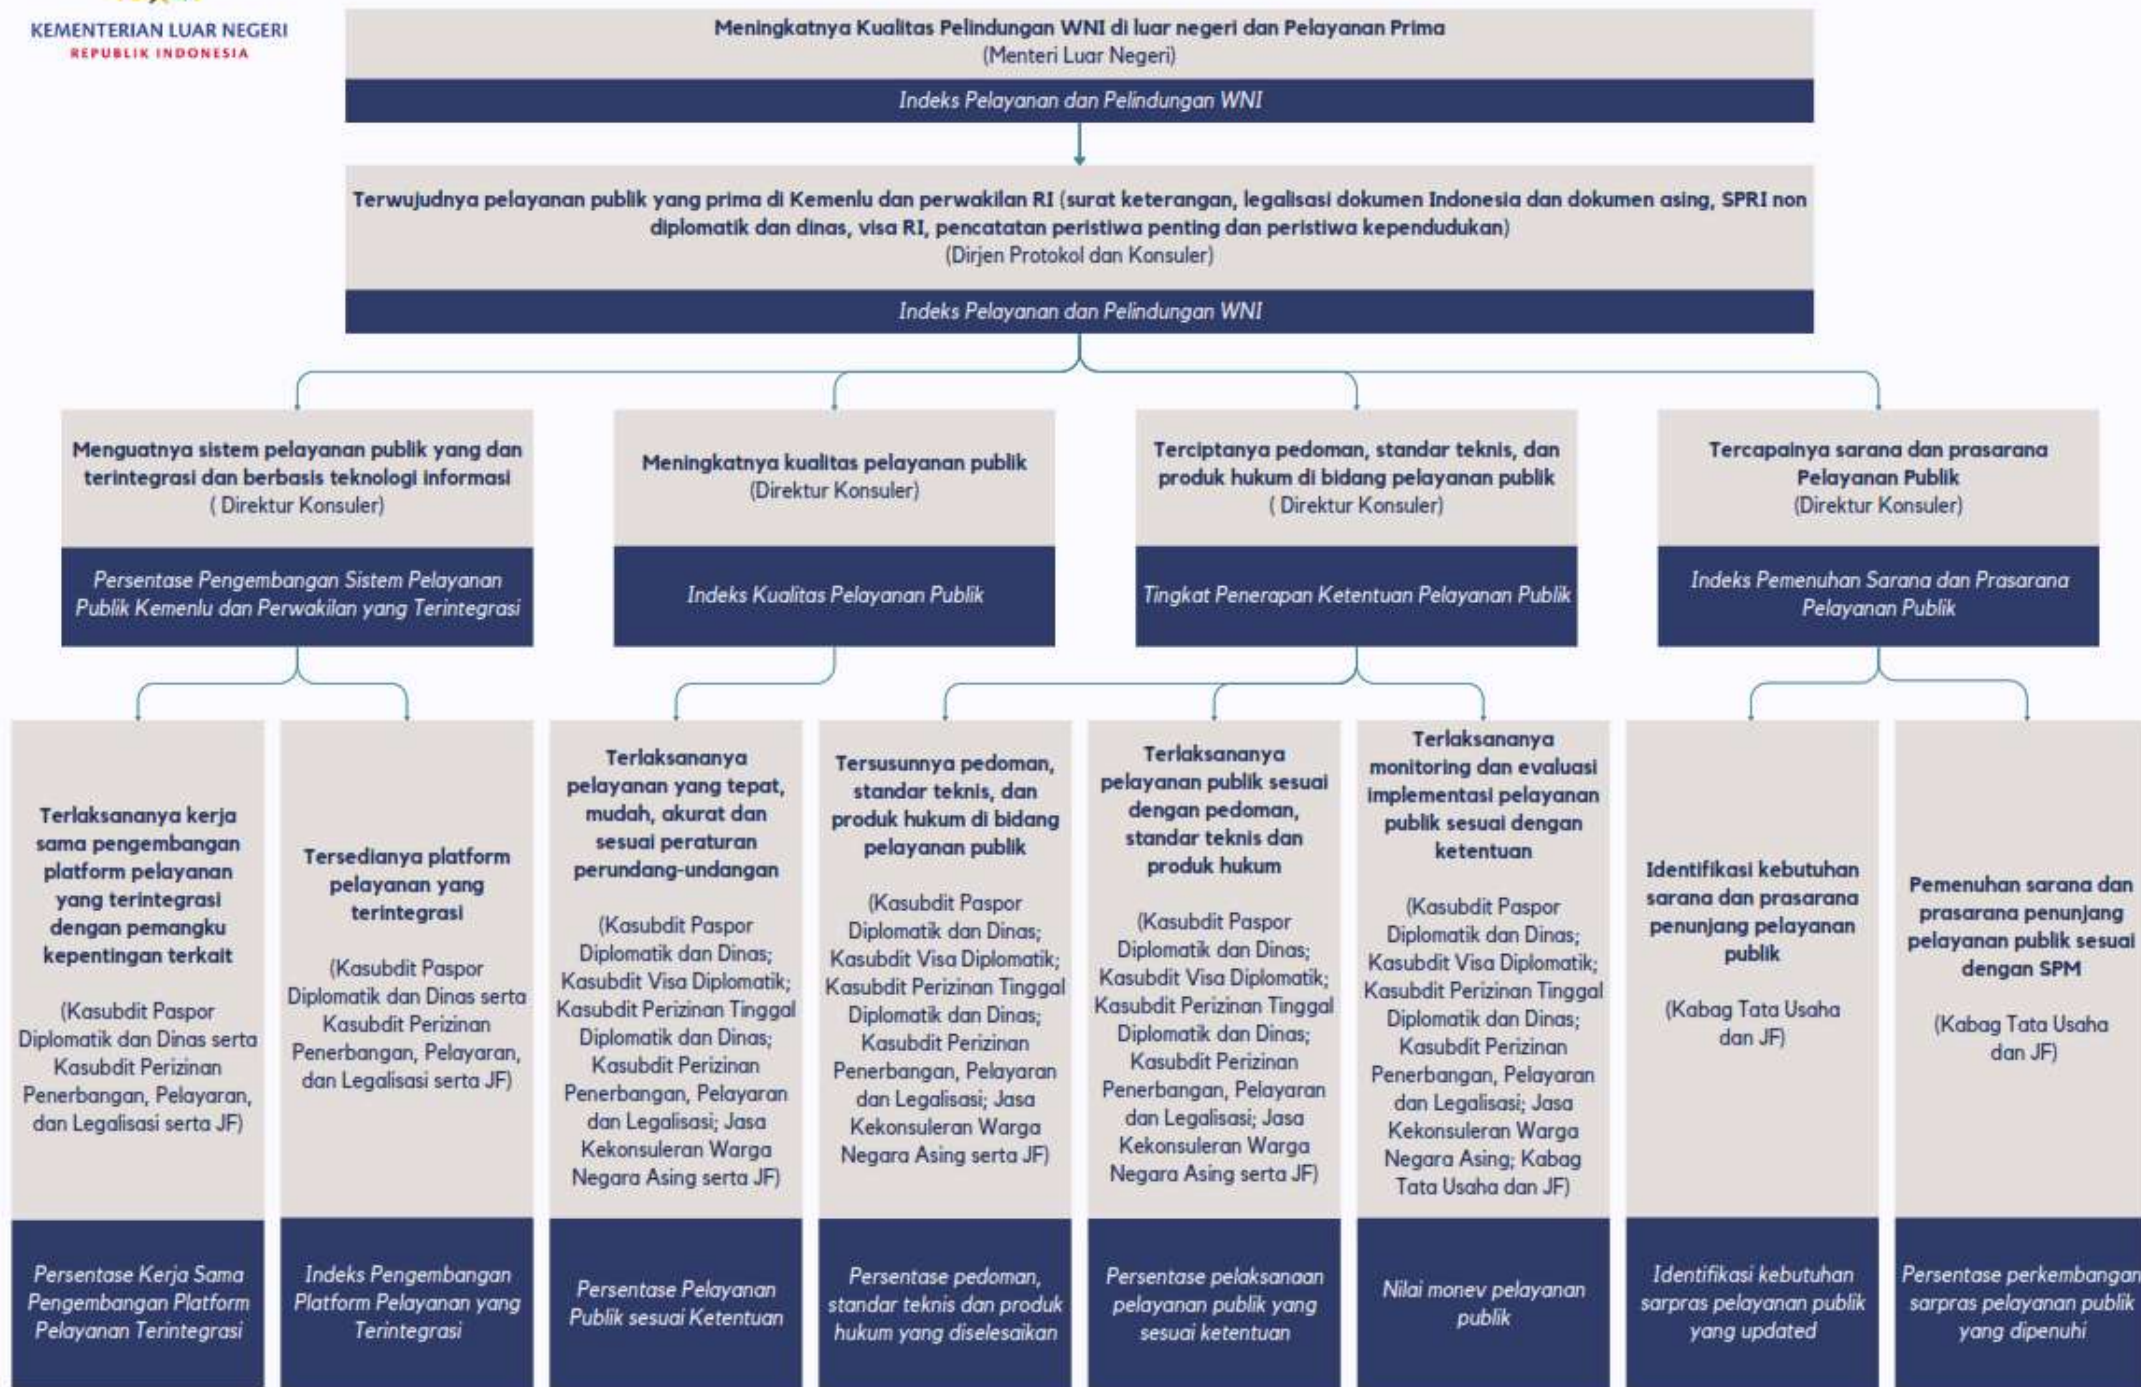 KEMENTERIAN LUAR NEGERI
REPUBLIK INDONESIA
Meningkatnya Kualitas Pelindungan WNI di luar negeri dan Pelayanan Prima
(Menteri Luar Negeri)
Indeks Pelayanan dan Pelindungan WNI
Terwujudnya pelayanan publik yang prima di Kemenlu dan perwakilan RI (surat keterangan, legalisasi dokumen Indonesia dan dokumen asing, SPRI non
diplomatik dan dinas, visa RI, pencatatan peristiwa penting dan peristiwa kependudukan)
(Dirjen Protokol dan Konsuler)
Indeks Pelayanan dan Pelindungan WNI
Menguatnya sistem pelayanan publik yang dan
terintegrasi dan berbasis teknologi informasi
( Direktur Konsuler)
Persentase Pengembangan Sistem Pelayanan
Publik Kemenlu dan Perwakilan yang Terintegrasi
Meningkatnya kualitas pelayanan publik
(Direktur Konsuler)
Indeks Kualitas Pelayanan Publik
Terciptanya pedoman, standar teknis, dan
produk hukum di bidang pelayanan publik
( Direktur Konsuler)
Tingkat Penerapan Ketentuan Pelayanan Publik
Tercapainya sarana dan prasarana
Pelayanan Publik
(Direktur Konsuler)
Indeks Pemenuhan Sarana dan Prasarana
Pelayanan Publik
Terlaksananya kerja
sama pengembangan
platform pelayanan
yang terintegrasi
dengan pemangku
kepentingan terkait
(Kasubdit Paspor
Diplomatik dan Dinas serta
Kasubdit Perizinan
Penerbangan, Pelayaran,
dan Legalisasi serta JF)
Persentase Kerja Sama
Pengembangan Platform
Pelayanan Terintegrasi
Tersedianya platform
pelayanan yang
terintegrasi
(Kasubdit Paspor
Diplomatik dan Dinas serta
Kasubdit Perizinan
Penerbangan, Pelayaran,
dan Legalisasi serta JF)
Indeks Pengembangan
Platform Pelayanan yang
Terintegrasi
Terlaksananya
pelayanan yang tepat,
mudah, akurat dan
sesuai peraturan
perundang-undangan
(Kasubdit Paspor
Diplomatik dan Dinas;
Kasubdit Visa Diplomatik;
Kasubdit Perizinan Tinggal
Diplomatik dan Dinas;
Kasubdit Perizinan
Penerbangan, Pelayaran
dan Legalisasi; Jasa
Kekonsuleran Warga
Negara Asing serta JF)
Persentase Pelayanan
Publik sesuai Ketentuan
Tersusunnya pedoman,
standar teknis, dan
produk hukum di bidang
pelayanan publik
(Kasubdit Paspor
Diplomatik dan Dinas;
Kasubdit Visa Diplomatik;
Kasubdit Perizinan Tinggal
Diplomatik dan Dinas;
Kasubdit Perizinan
Penerbangan, Pelayaran
dan Legalisasi; Jasa
Kekonsuleran Warga
Negara Asing serta JF)
Persentase pedoman,
standar teknis dan produk
hukum yang diselesaikan
Terlaksananya
pelayanan publik sesuai
dengan pedoman,
standar teknis dan
produk hukum
(Kasubdit Paspor
Diplomatik dan Dinas;
Kasubdit Visa Diplomatik;
Kasubdit Perizinan Tinggal
Diplomatik dan Dinas;
Kasubdit Perizinan
Penerbangan, Pelayaran
dan Legalisasi; Jasa
Kekonsuleran Warga
Negara Asing serta JF)
Persentase pelaksanaan
pelayanan publik yang
sesuai ketentuan
Terlaksananya
monitoring dan evaluasi
implementasi pelayanan
publik sesuai dengan
ketentuan
(Kasubdit Paspor
Diplomatik dan Dinas;
Kasubdit Visa Diplomatik;
Kasubdit Perizinan Tinggal
Diplomatik dan Dinas;
Kasubdit Perizinan
Penerbangan, Pelayaran
dan Legalisasi; Jasa
Kekonsuleran Warga
Negara Asing; Kabag
Tata Usaha dan JF)
Nilai monev pelayanan
publik
Identifikasi kebutuhan
sarana dan prasarana
penunjang pelayanan
publik
(Kabag Tata Usaha
dan JF)
Identifikasi kebutuhan
sarpras pelayanan publik
yang updated
Pemenuhan sarana dan
prasarana penunjang
pelayanan publik sesuai
dengan SPM
(Kabag Tata Usaha
dan JF)
Persentase perkembangan
sarpras pelayanan publik
yang dipenuhi